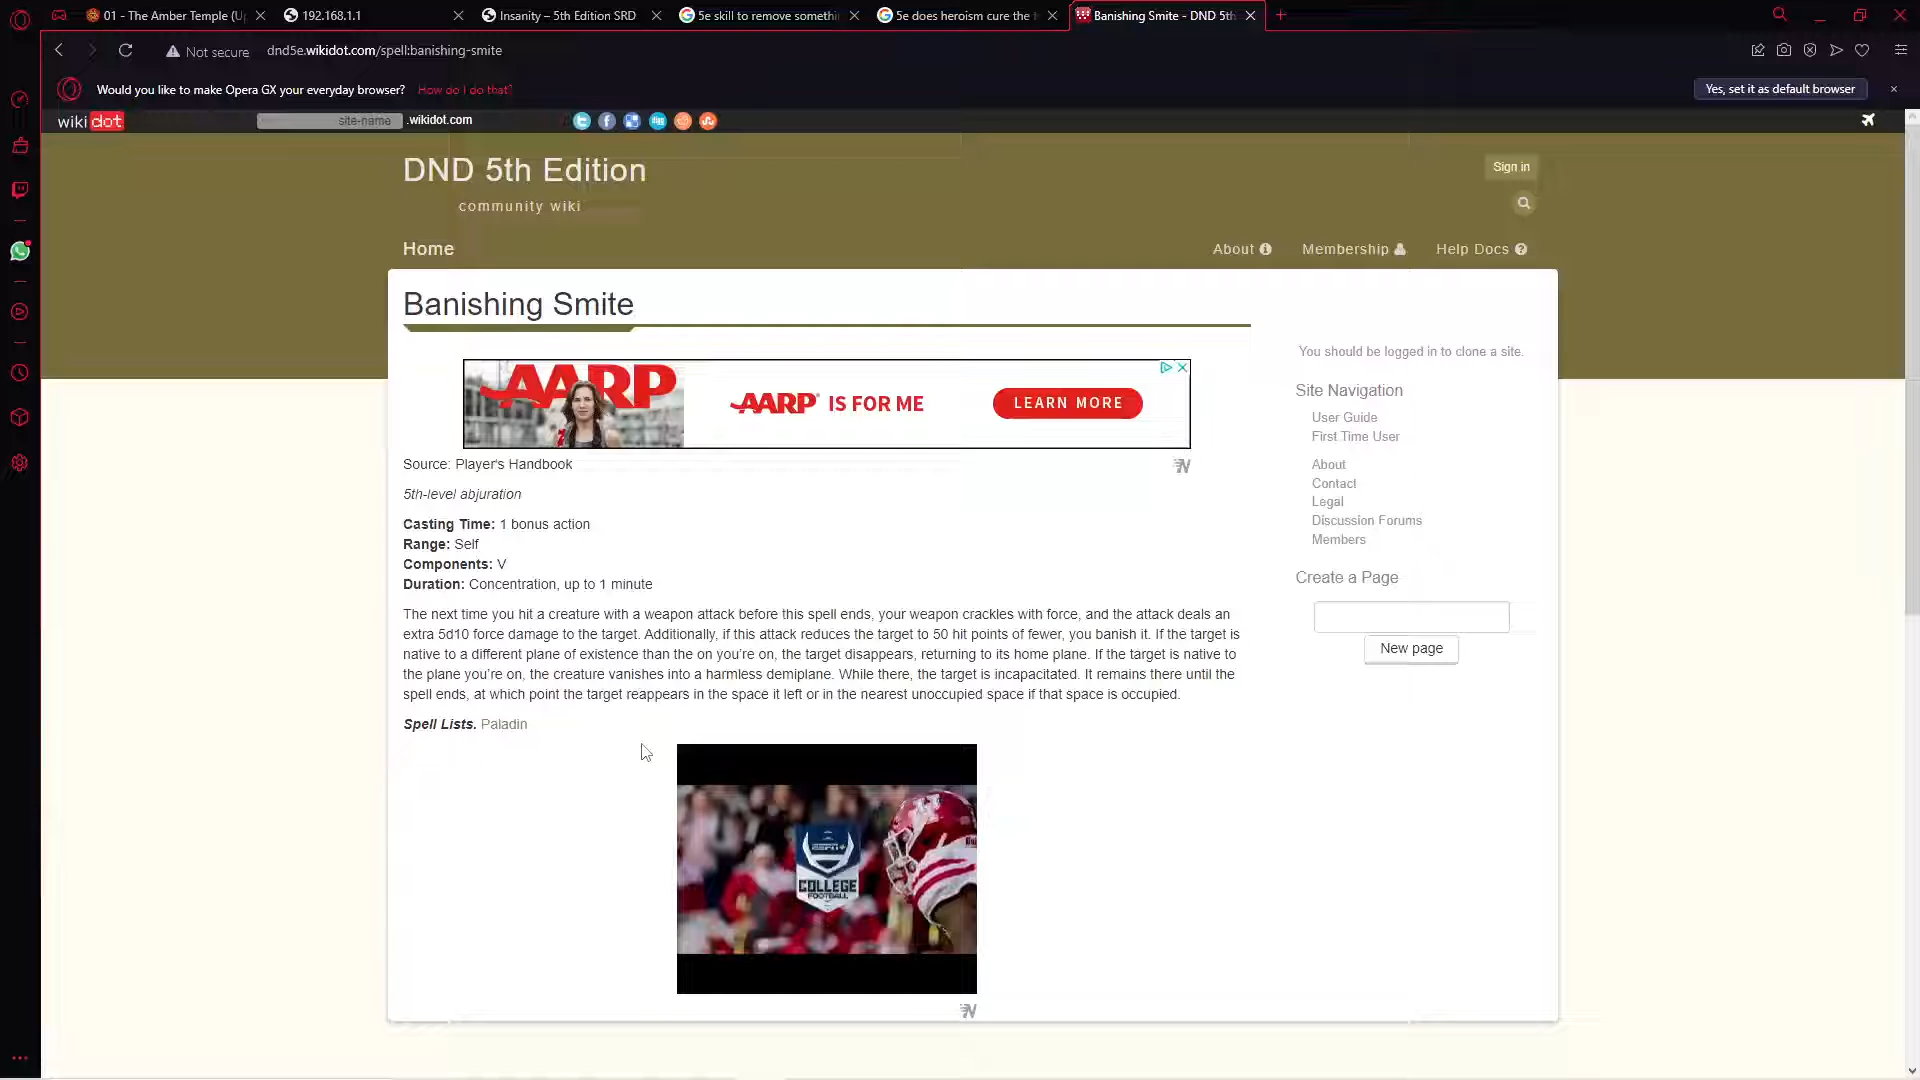 01 - The Amber Temple (U
192.168.1.1
Insanity – 5th Edition SRD
5e skill to remove somethi
5e does heroism cure the
Banishing Smite - DND 5th
Not secure
dnd5e.wikidot.com/spell:banishing-smite
Would you like to make Opera GX your everyday browser? How do I do that?
Yes, set it as default browser
wikidot
site-name .wikidot.com
DND 5th Edition
Sign in
community wiki
Home
About
Membership
Help Docs
Banishing Smite
You should be logged in to clone a site.
AARP
AARP IS FOR ME
LEARN MORE
Source: Player's Handbook
5th-level abjuration
Casting Time: 1 bonus action
Range: Self
Components: V
Duration: Concentration, up to 1 minute
The next time you hit a creature with a weapon attack before this spell ends, your weapon crackles with force, and the attack deals an
extra 5d10 force damage to the target. Additionally, if this attack reduces the target to 50 hit points of fewer, you banish it. If the target is
native to a different plane of existence than the on you're on, the target disappears, returning to its home plane. If the target is native to
the plane you're on, the creature vanishes into a harmless demiplane. While there, the target is incapacitated. It remains there until the
spell ends, at which point the target reappears in the space it left or in the nearest unoccupied space if that space is occupied.
Spell Lists. Paladin
Site Navigation
User Guide
First Time User
About
Contact
Legal
Discussion Forums
Members
Create a Page
New page
ESPN+
COLLEGE
FOOTBALL